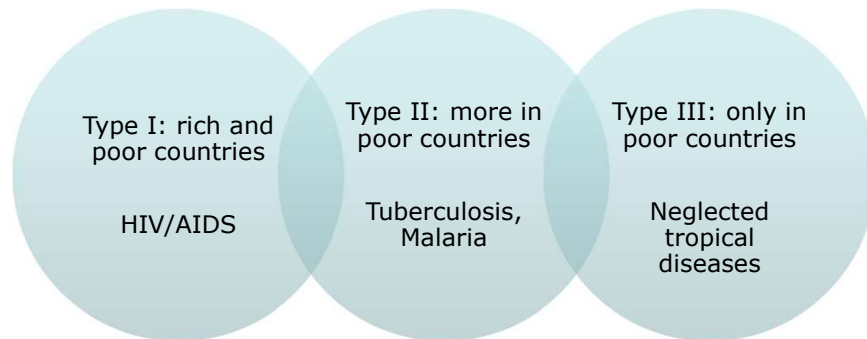 Type I: rich and
poor countries
HIV/AIDS
Type II: more in
poor countries
Tuberculosis,
Malaria
Type III: only in
poor countries
Neglected
tropical
diseases